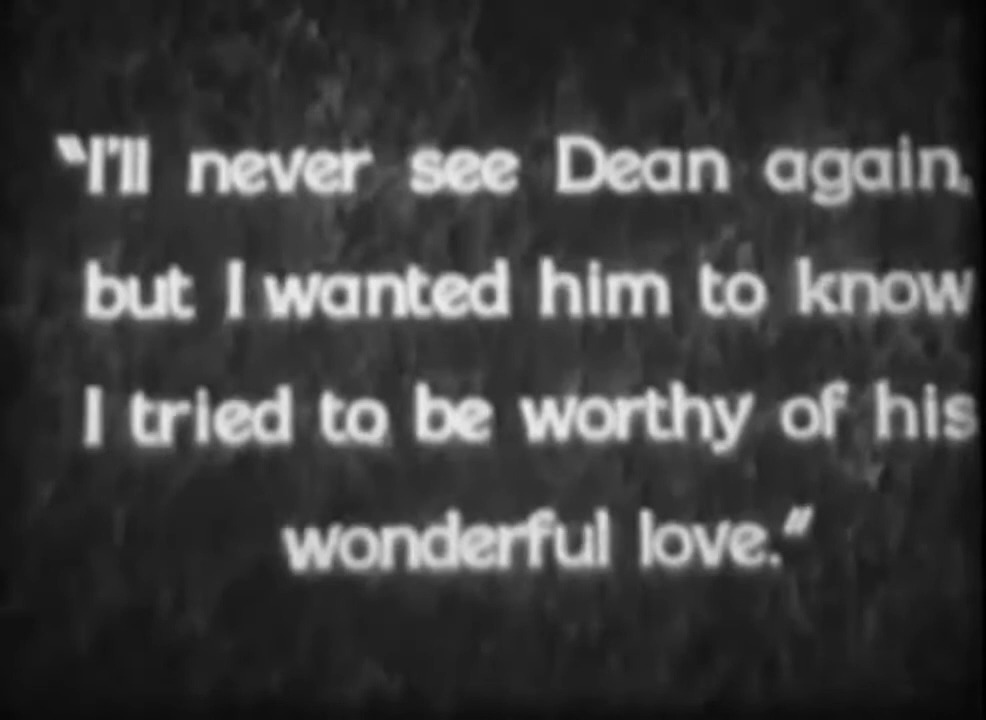 "I'll never see Dean again,
but I wanted him to know
I tried to be worthy of his
wonderful love."